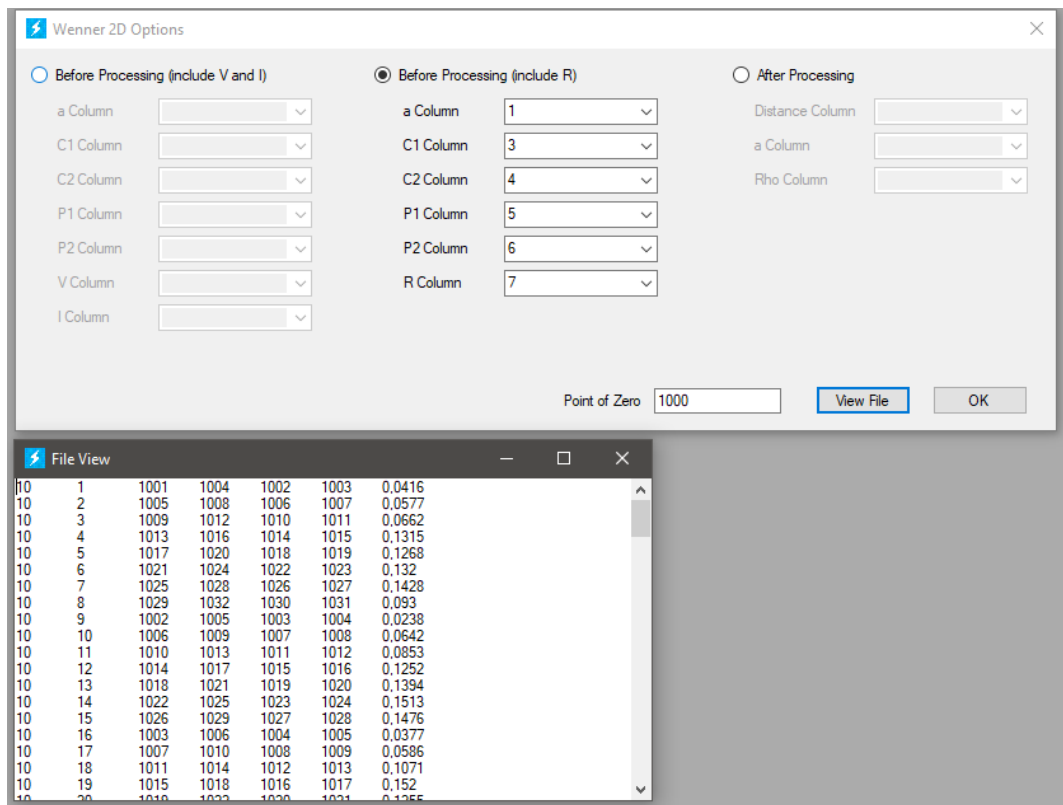 Wenner 2D Options
Before Processing (include V and I) Before Processing (include R) After Processing
a Column a Column 1 Distance Column
C1 Column C1 Column 3 a Column
C2 Column C2 Column 4 Rho Column
P1 Column P1 Column 5
P2 Column P2 Column 6
V Column R Column 7
I Column
Point of Zero 1000 View File OK
File View
10 1 1001 1004 1002 1003 0,0416
10 2 1005 1008 1006 1007 0,0577
10 3 1009 1012 1010 1011 0,0662
10 4 1013 1016 1014 1015 0,1315
10 5 1017 1020 1018 1019 0,1268
10 6 1021 1024 1022 1023 0,132
10 7 1025 1028 1026 1027 0,1428
10 8 1029 1032 1030 1031 0,093
10 9 1002 1005 1003 1004 0,0238
10 10 1006 1009 1007 1008 0,0642
10 11 1010 1013 1011 1012 0,0853
10 12 1014 1017 1015 1016 0,1252
10 13 1018 1021 1019 1020 0,1394
10 14 1022 1025 1023 1024 0,1513
10 15 1026 1029 1027 1028 0,1476
10 16 1003 1006 1004 1005 0,0377
10 17 1007 1010 1008 1009 0,0586
10 18 1011 1014 1012 1013 0,1071
10 19 1015 1018 1016 1017 0,152
10 20 1019 1022 1020 1021 0,1255